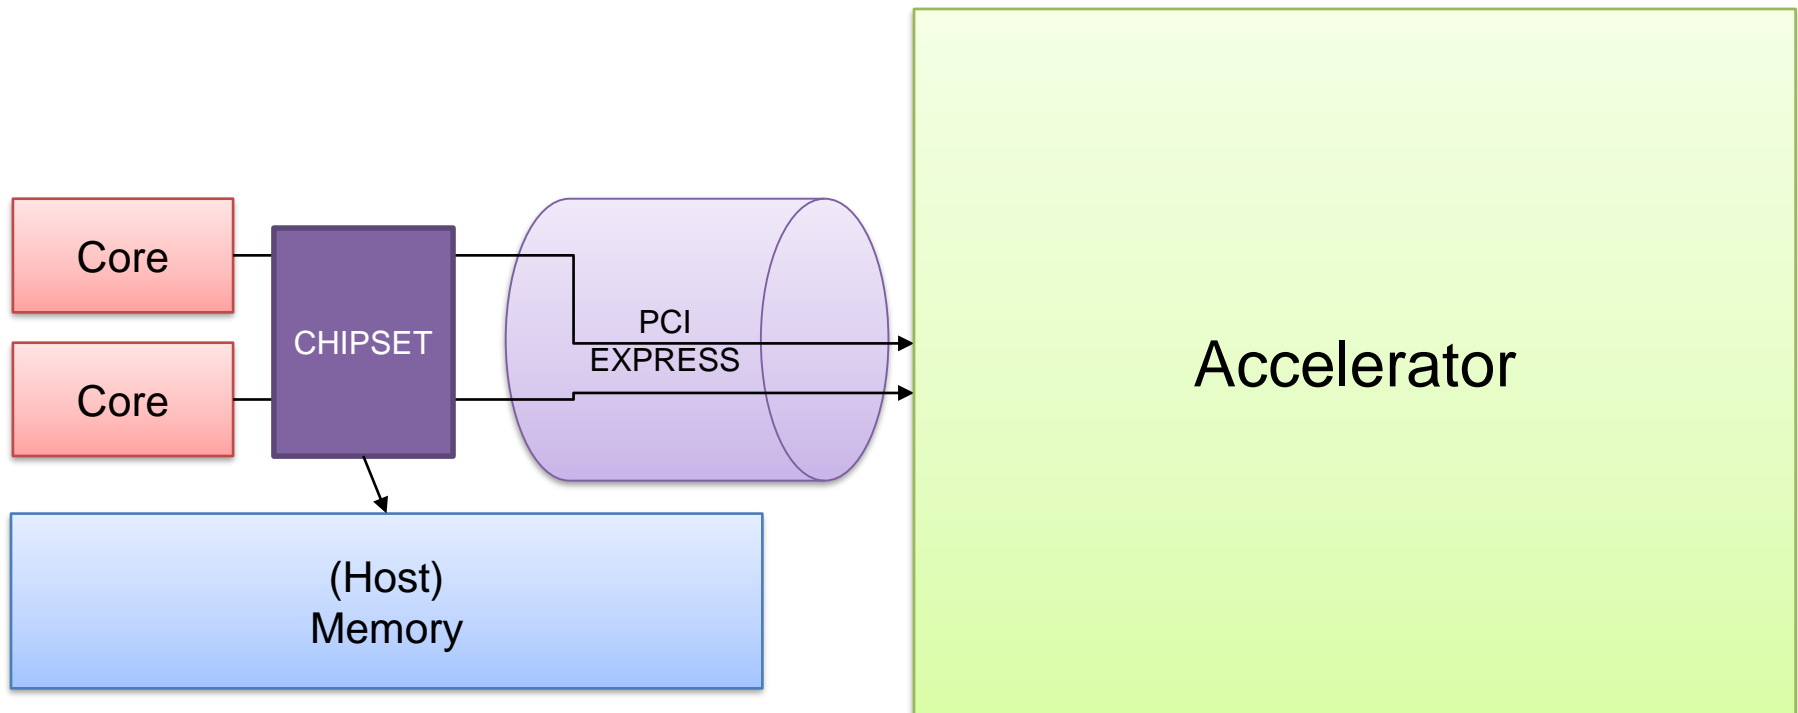 Core
CHIPSET
Core
PCI
EXPRESS
Accelerator
(Host)
Memory